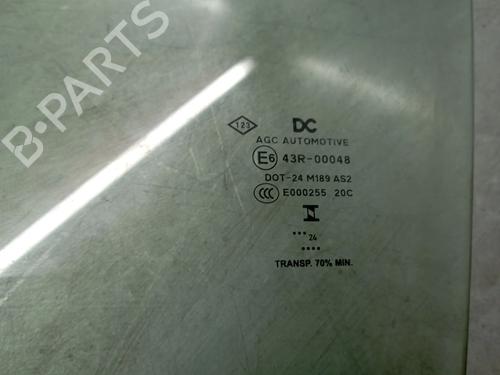 B-PARTS
123 DC
AGC AUTOMOTIVE
E6 43R-00048
DOT-24 M189 AS2
CCC E000255 20C
N
•••24
••••
TRANSP. 70% MIN.